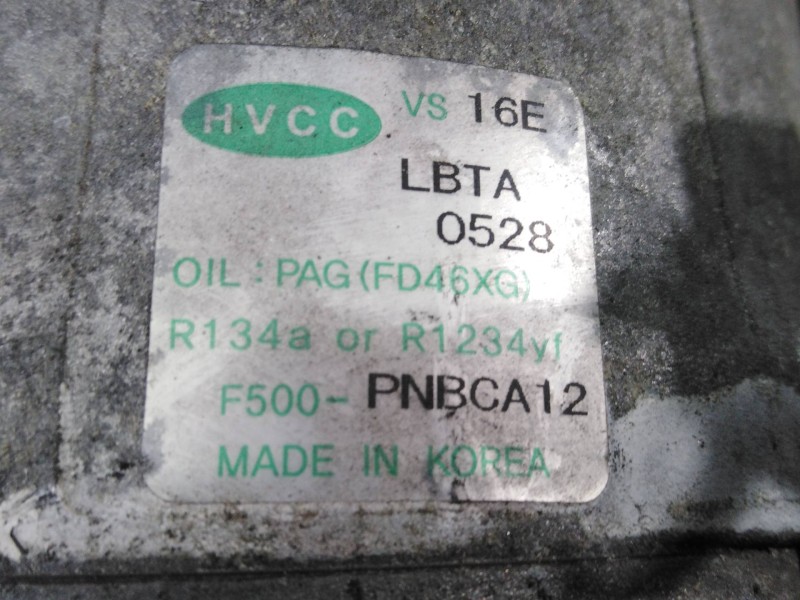 HVCC VS 16E
LBTA
0528
OIL : PAG (FD46XG)
R134a or R1234yf
F500- PNBCA12
MADE IN KOREA